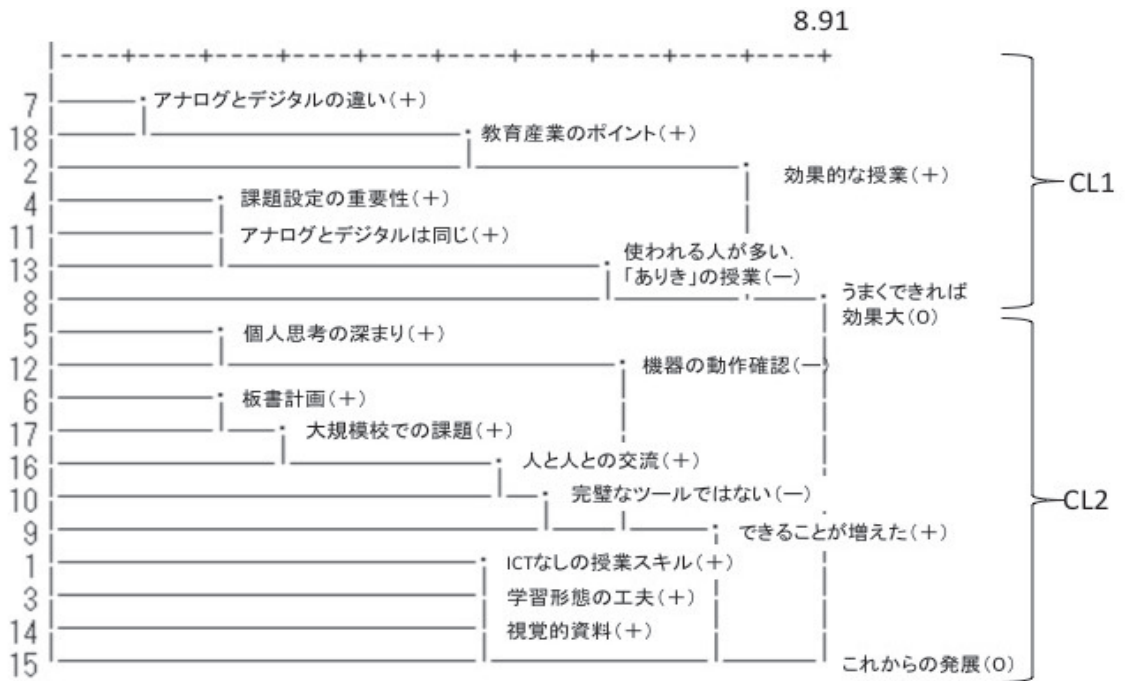 8.91
7 アナログとデジタルの違い(+)
18 教育産業のポイント(+)
2 効果的な授業(+)
CL1
4 課題設定の重要性(+)
11 アナログとデジタルは同じ(+)
13 使われる人が多い.
「ありき」の授業(—)
8 うまくできれば
効果大(0)
5 個人思考の深まり(+)
12 機器の動作確認(—)
6 板書計画(+)
17 大規模校での課題(+)
16 人と人との交流(+)
10 完璧なツールではない(—)
CL2
9 できることが増えた(+)
1 ICTなしの授業スキル(+)
3 学習形態の工夫(+)
14 視覚的資料(+)
15 これからの発展(0)